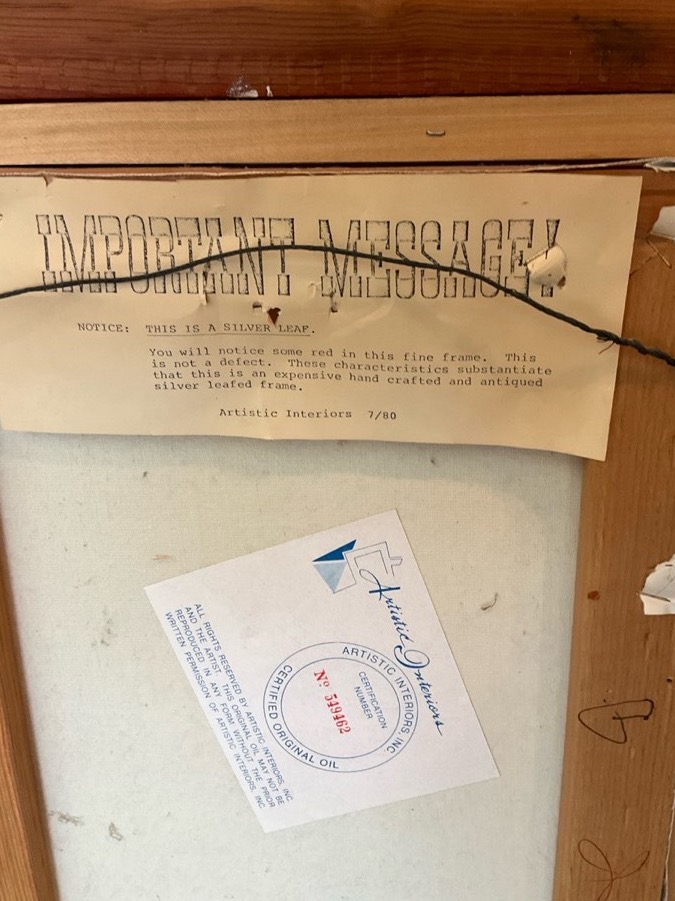 IMPORTANT MESSAGE!
NOTICE: THIS IS A SILVER LEAF.
You will notice some red in this fine frame. This
is not a defect. These characteristics substantiate
that this is an expensive hand crafted and antiqued
silver leafed frame.
Artistic Interiors 7/80
Artistic Interiors
ARTISTIC INTERIORS, INC
CERTIFICATION
NUMBER
No 549462
CERTIFIED ORIGINAL OIL
ALL RIGHTS RESERVED BY ARTISTIC INTERIORS, INC
AND THE ARTIST. THIS ORIGINAL OIL MAY NOT BE
REPRODUCED IN ANY FORM WITHOUT THE PRIOR
WRITTEN PERMISSION OF ARTISTIC INTERIORS, INC.